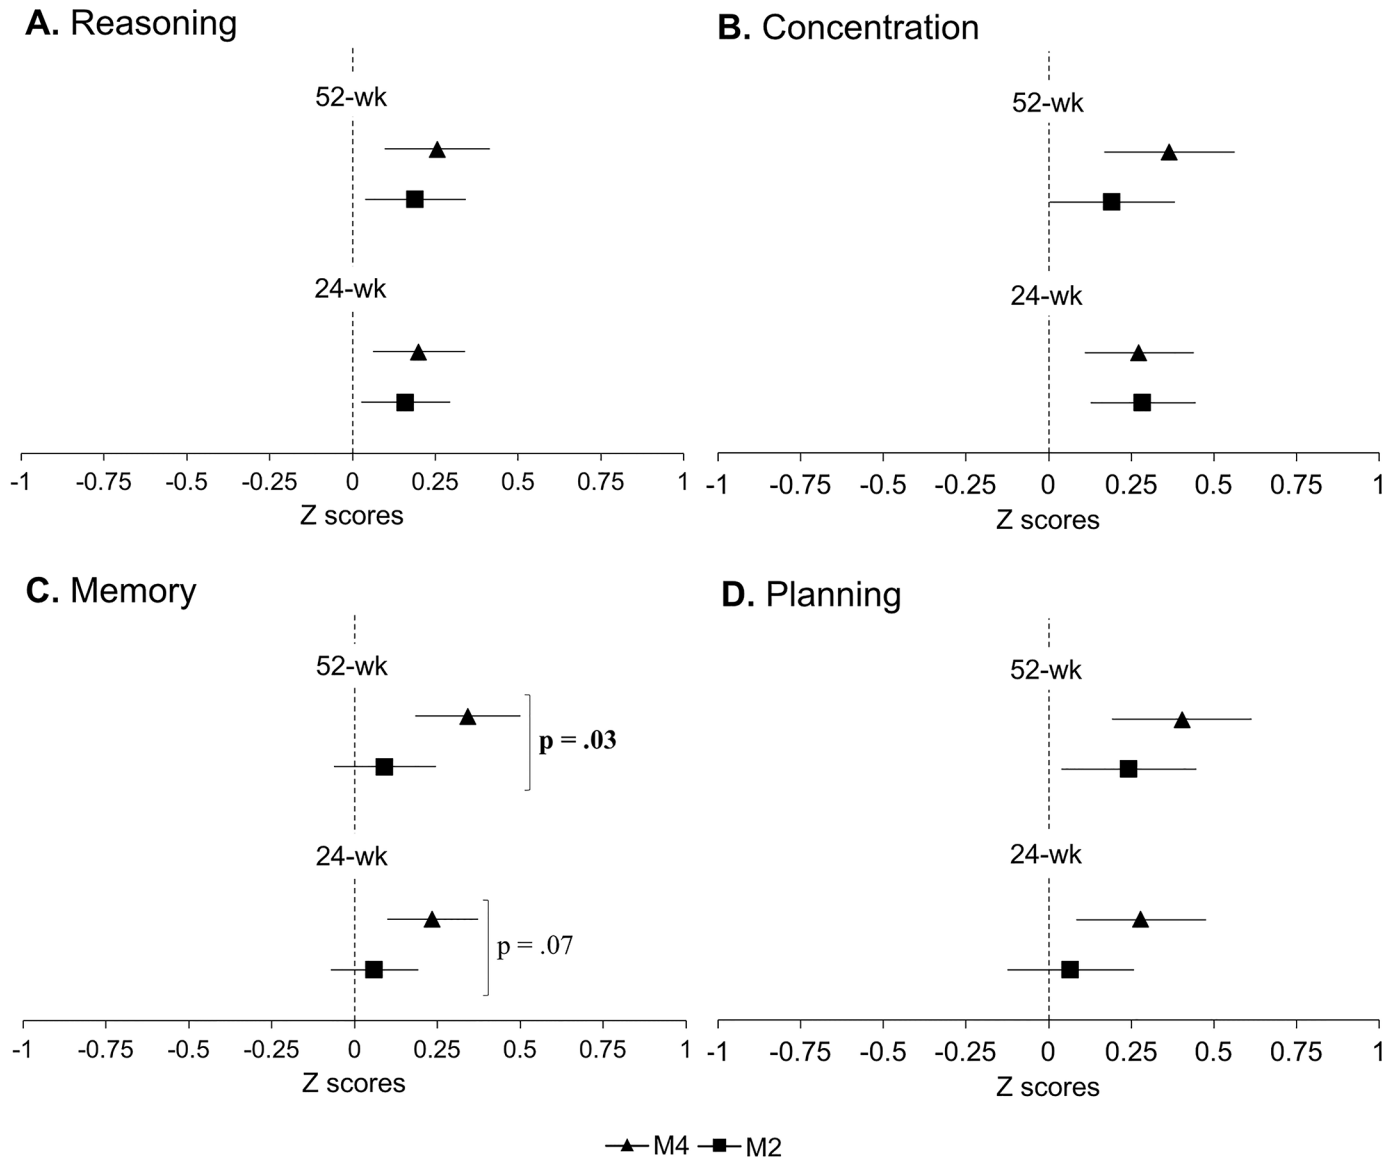 A. Reasoning
52-wk
24-wk
-1 -0.75 -0.5 -0.25 0 0.25 0.5 0.75 1
Z scores
B. Concentration
52-wk
24-wk
-1 -0.75 -0.5 -0.25 0 0.25 0.5 0.75 1
Z scores
C. Memory
52-wk
p = .03
24-wk
p = .07
-1 -0.75 -0.5 -0.25 0 0.25 0.5 0.75 1
Z scores
D. Planning
52-wk
24-wk
-1 -0.75 -0.5 -0.25 0 0.25 0.5 0.75 1
Z scores
M4 M2